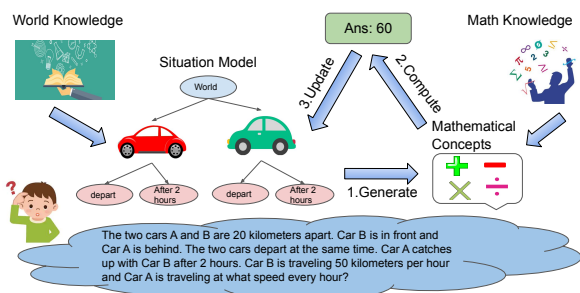 World Knowledge
Ans: 60
Math Knowledge
Situation Model
World
3.Update
2.Compute
Mathematical
Concepts
depart
After 2
hours
depart
After 2
hours
1.Generate
The two cars A and B are 20 kilometers apart. Car B is in front and
Car A is behind. The two cars depart at the same time. Car A catches
up with Car B after 2 hours. Car B is traveling 50 kilometers per hour
and Car A is traveling at what speed every hour?